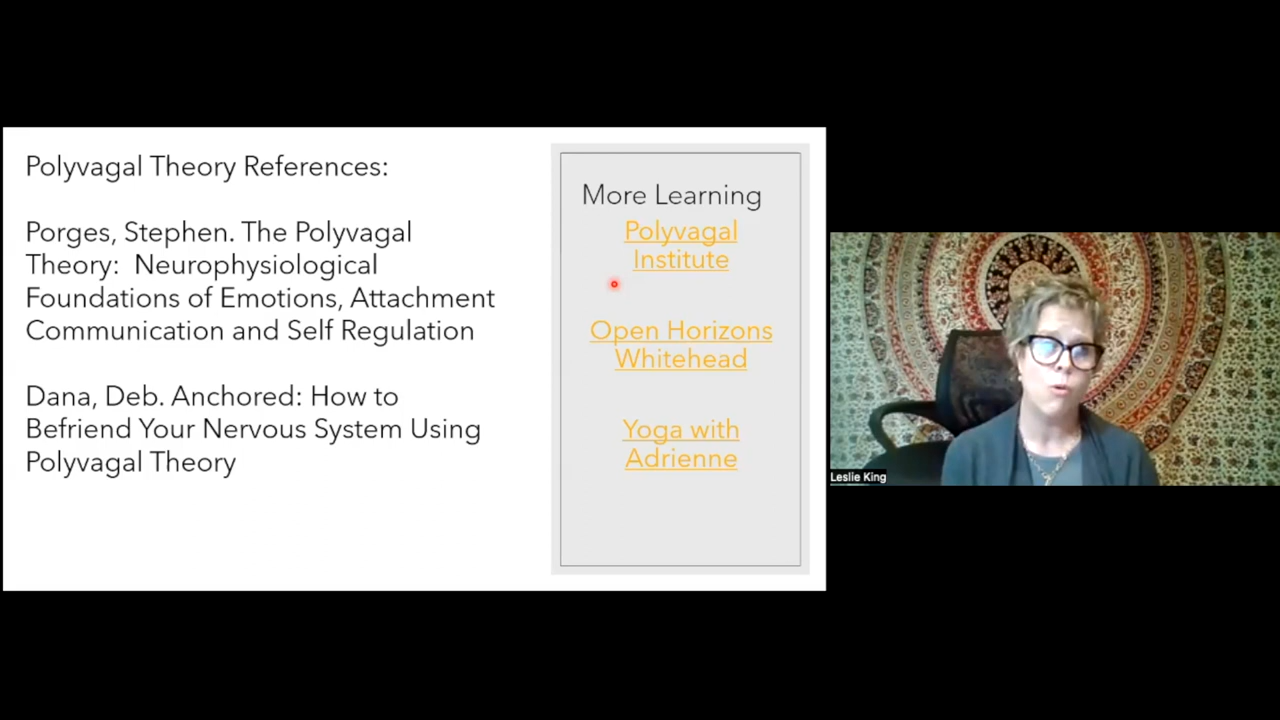 Polyvagal Theory References:
Porges, Stephen. The Polyvagal
Theory:  Neurophysiological
Foundations of Emotions, Attachment
Communication and Self Regulation
Dana, Deb. Anchored: How to
Befriend Your Nervous System Using
Polyvagal Theory
More Learning
Polyvagal
Institute
Open Horizons
Whitehead
Yoga with
Adrienne
Leslie King